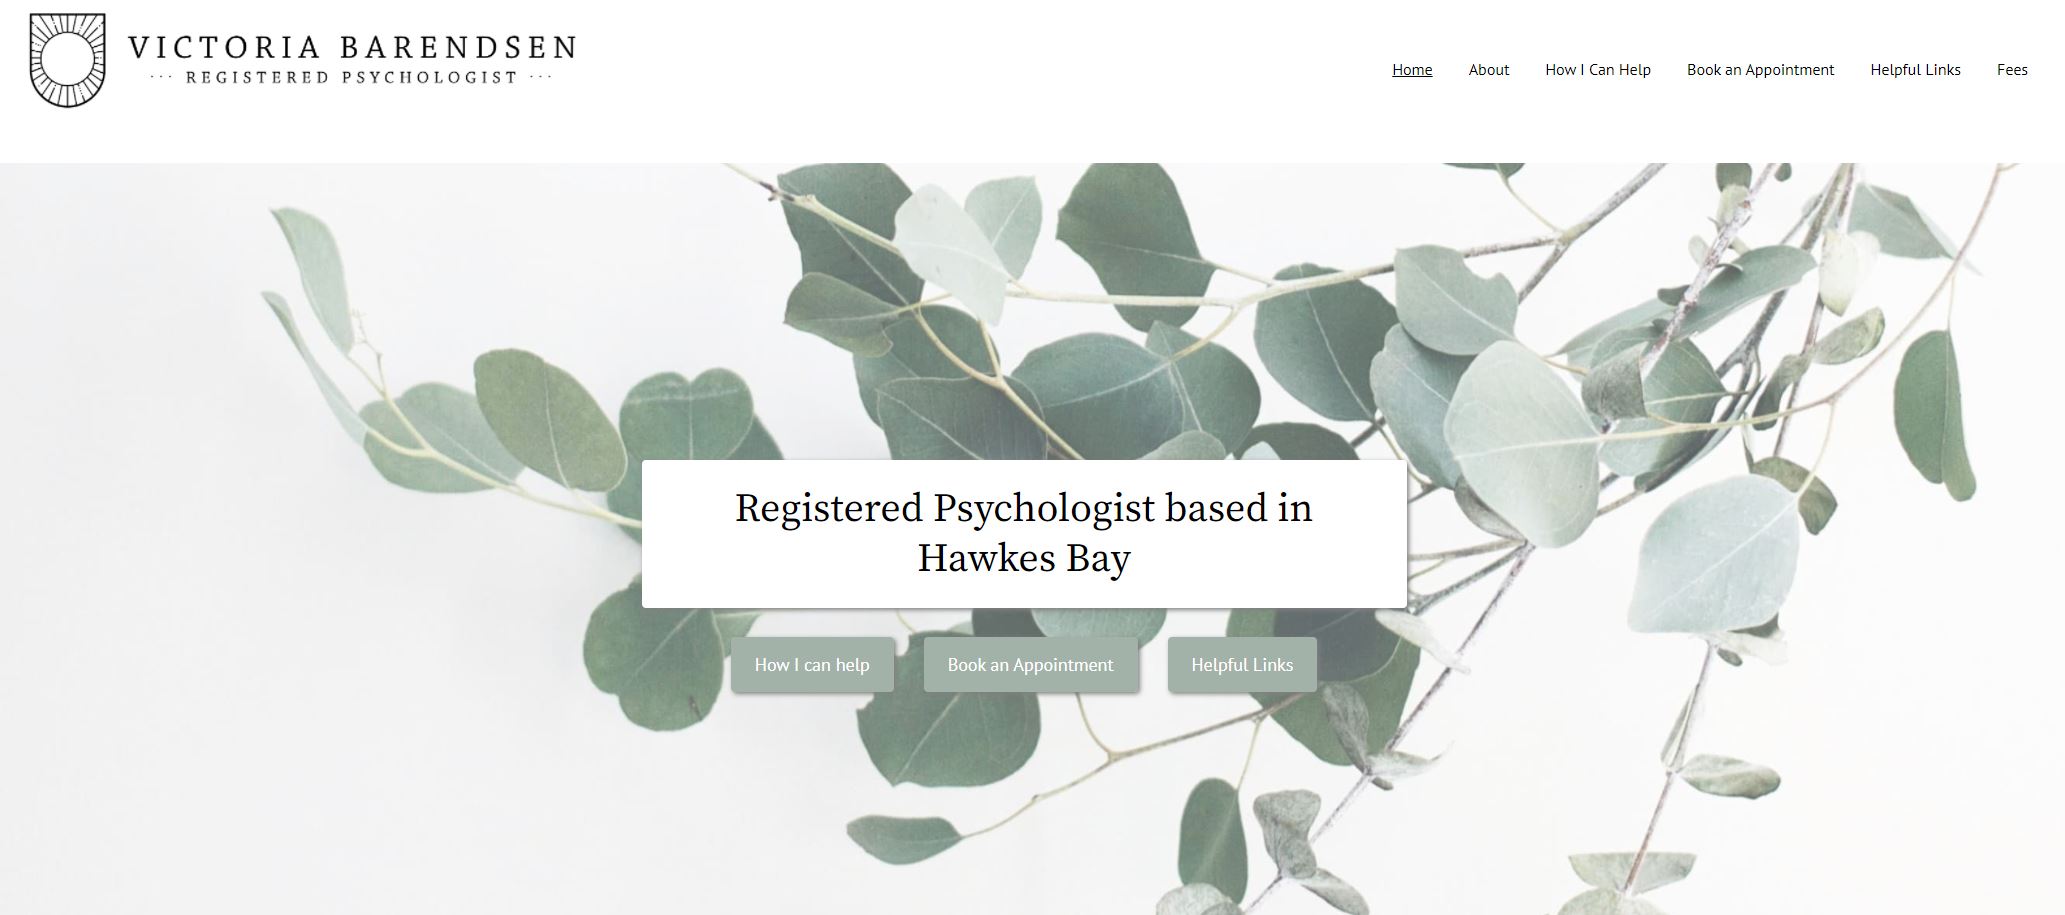 VICTORIA BARENDSEN
··· REGISTERED PSYCHOLOGIST ···
Home
About
How I Can Help
Book an Appointment
Helpful Links
Fees
Registered Psychologist based in
Hawkes Bay
How I can help
Book an Appointment
Helpful Links